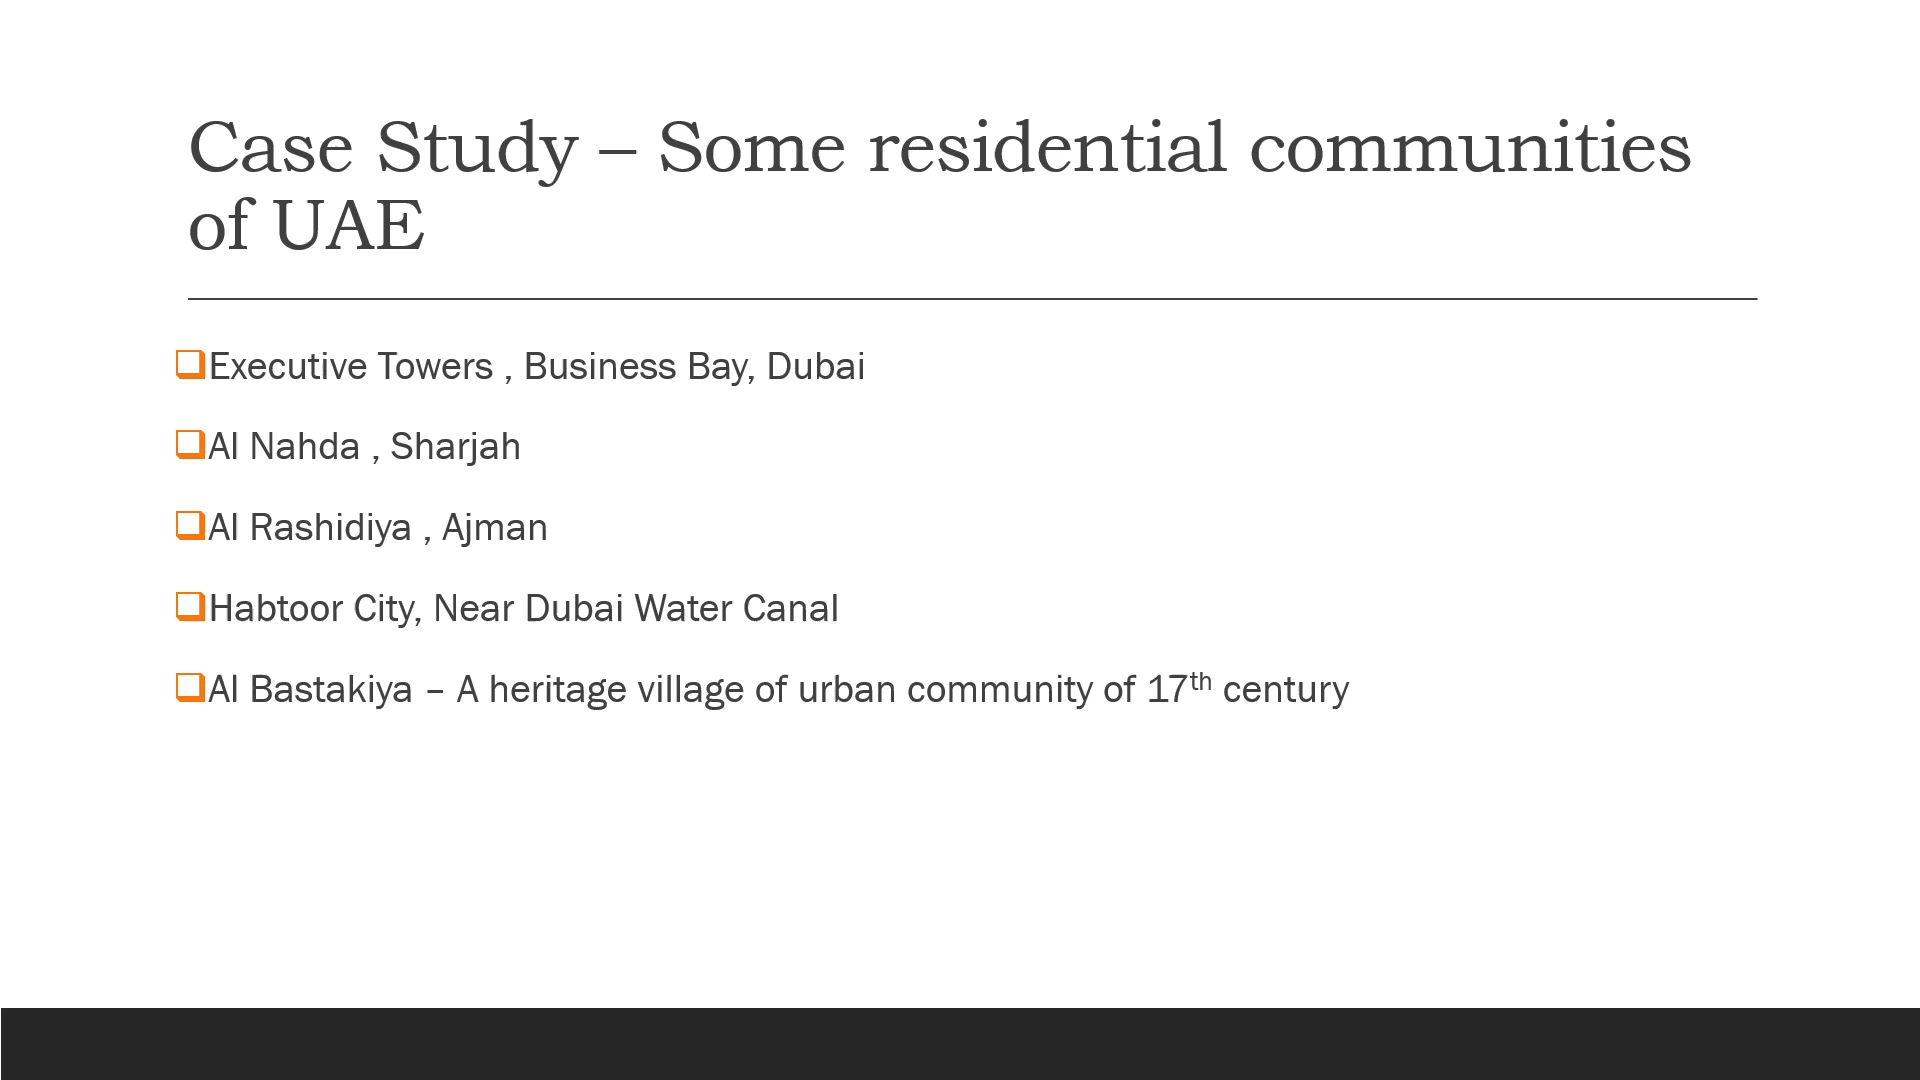 Case Study – Some residential communities
of UAE
Executive Towers , Business Bay, Dubai
Al Nahda , Sharjah
Al Rashidiya , Ajman
Habtoor City, Near Dubai Water Canal
Al Bastakiya – A heritage village of urban community of 17th century